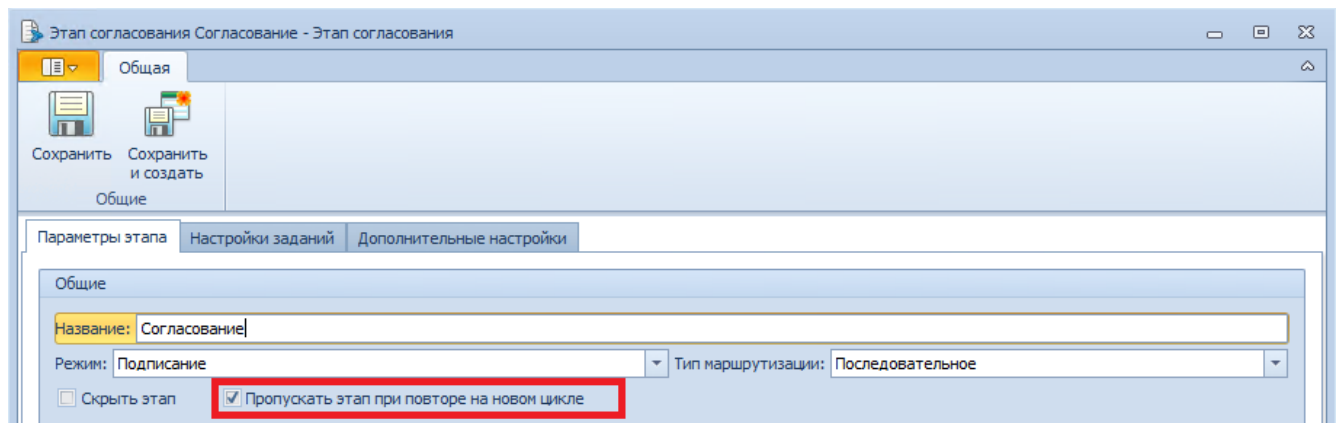 Этап согласования Согласование - Этап согласования
Общая
Сохранить Сохранить
и создать
Общие
Параметры этапа Настройки заданий Дополнительные настройки
Общие
Название: Согласование
Режим: Подписание Тип маршрутизации: Последовательное
Скрыть этап Пропускать этап при повторе на новом цикле